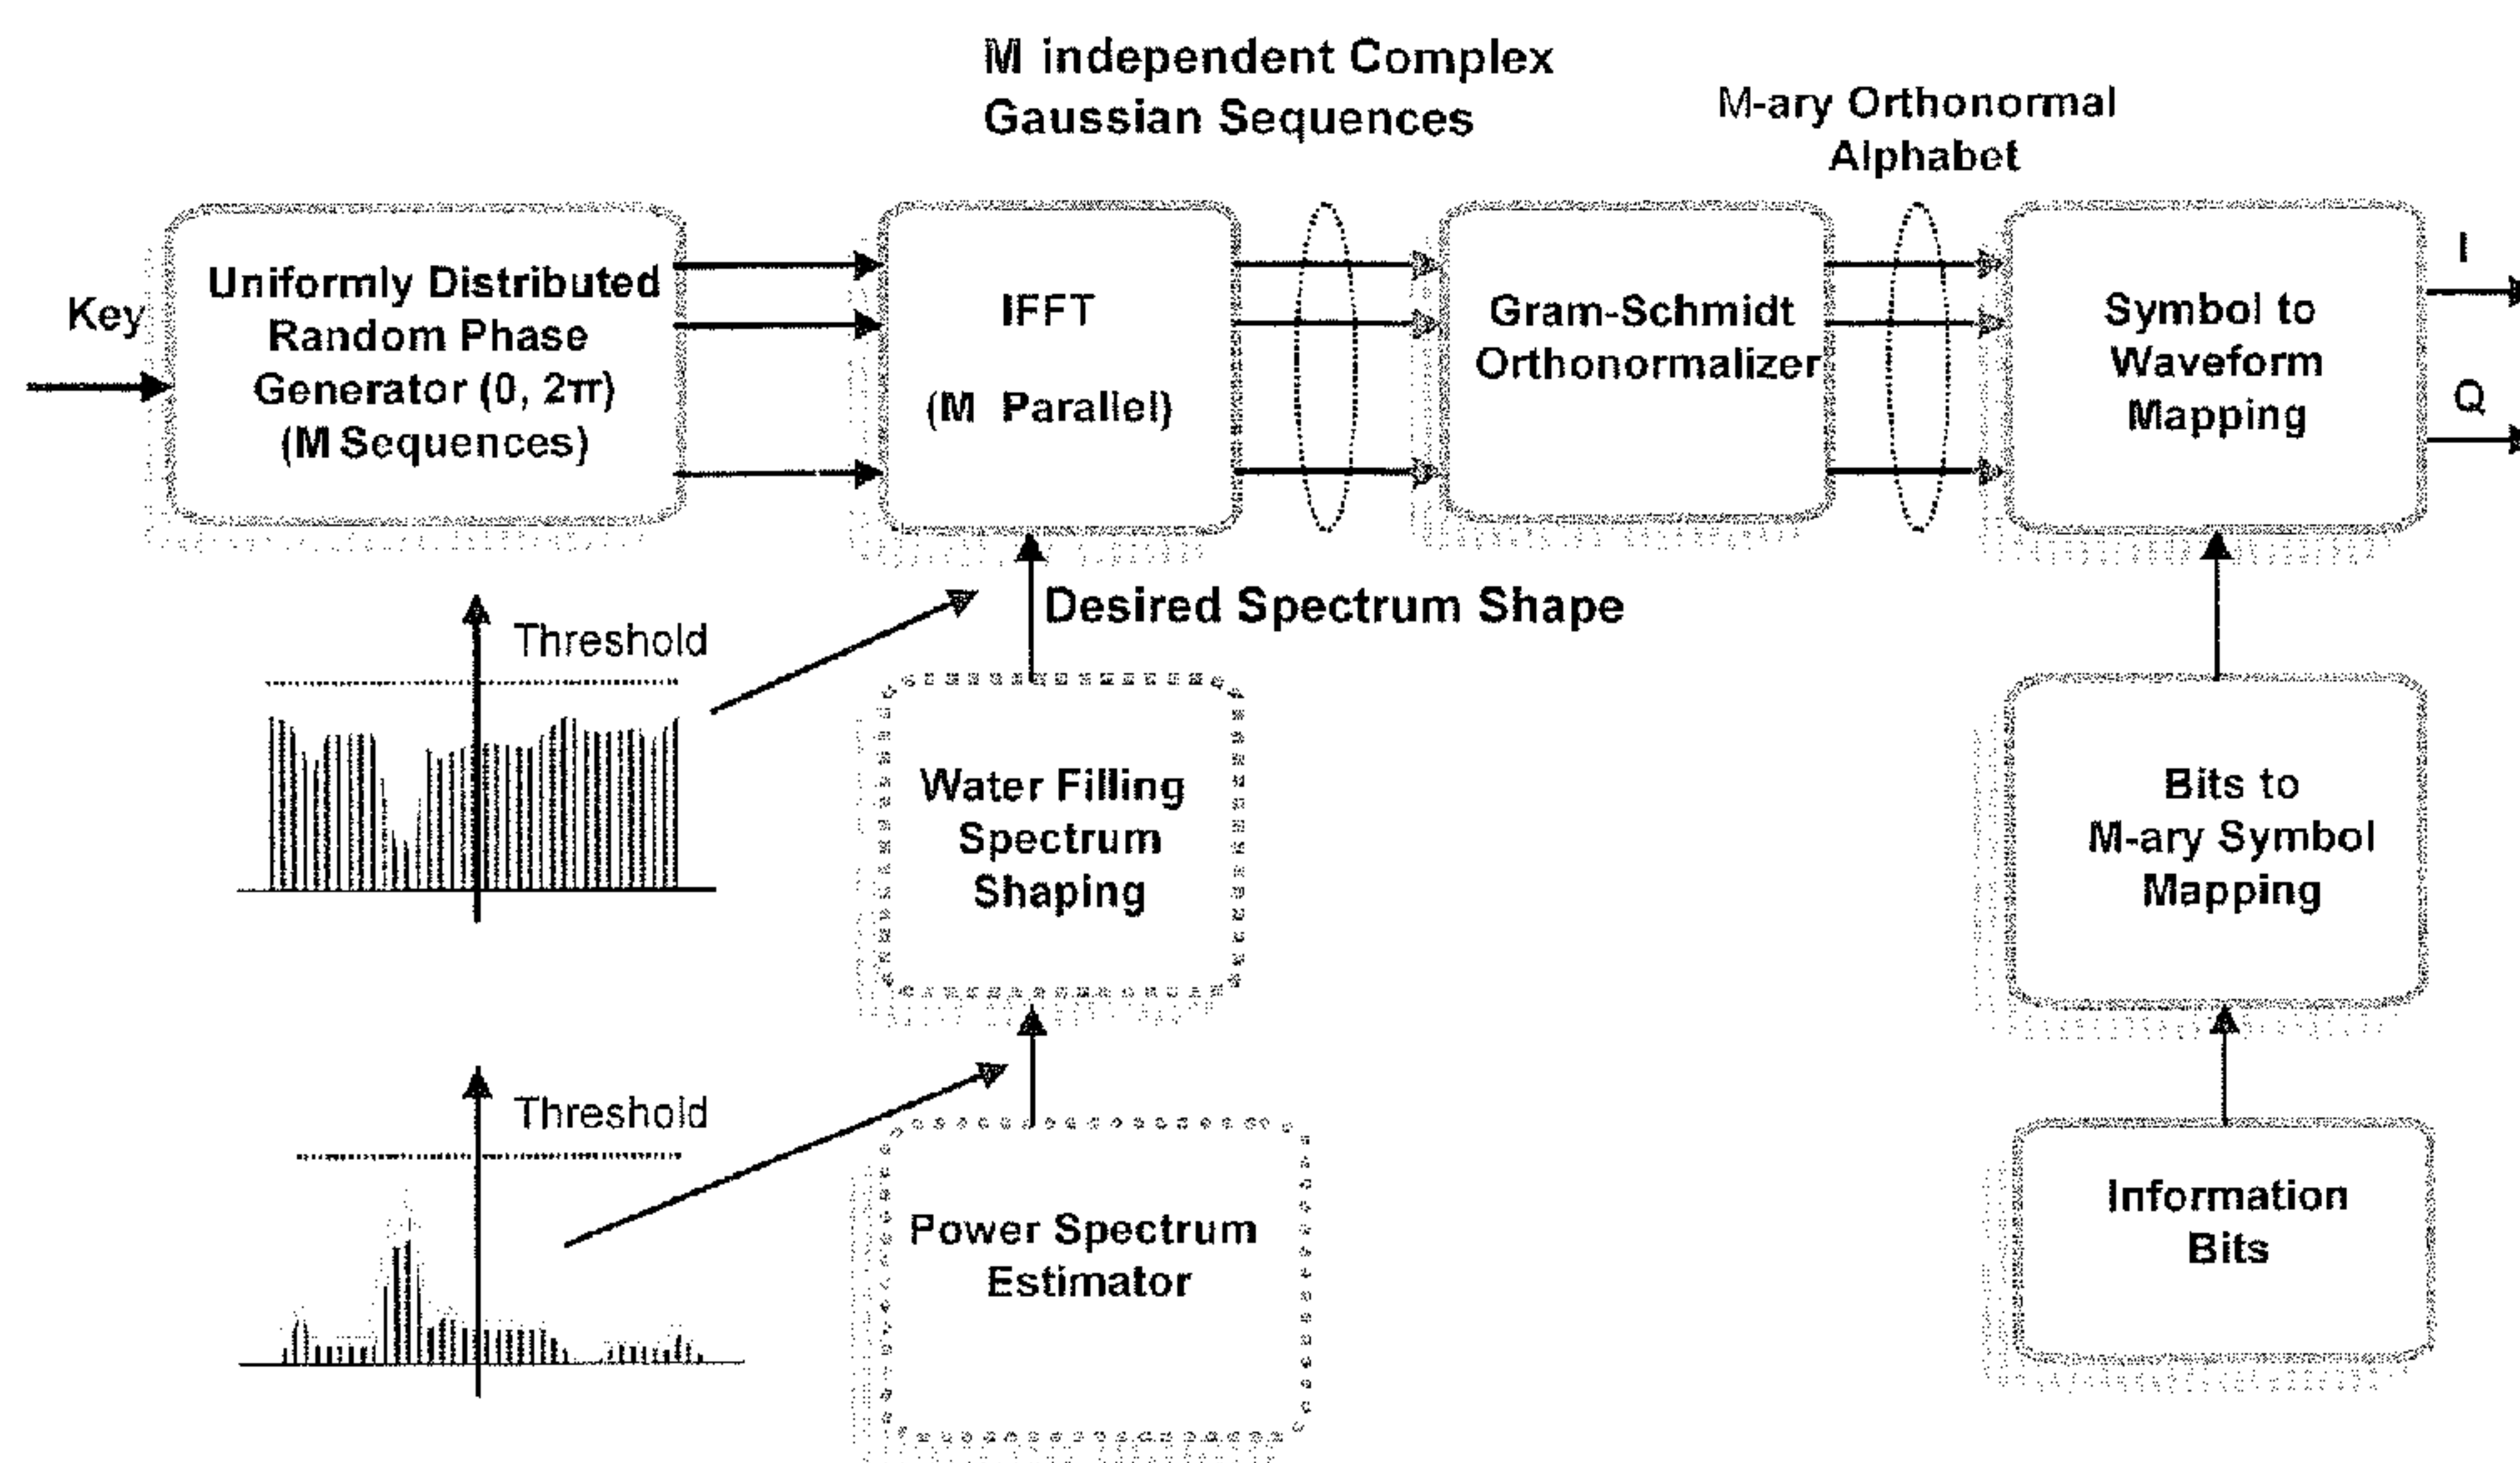 M independent Complex
Gaussian Sequences
M-ary Orthonormal
Alphabet
Key
Uniformly Distributed
Random Phase
Generator (0, 2π)
(M Sequences)
IFFT
(M Parallel)
Gram-Schmidt
Orthonormalizer
Symbol to
Waveform
Mapping
I
Q
Threshold
Desired Spectrum Shape
Water Filling
Spectrum
Shaping
Bits to
M-ary Symbol
Mapping
Threshold
Power Spectrum
Estimator
Information
Bits